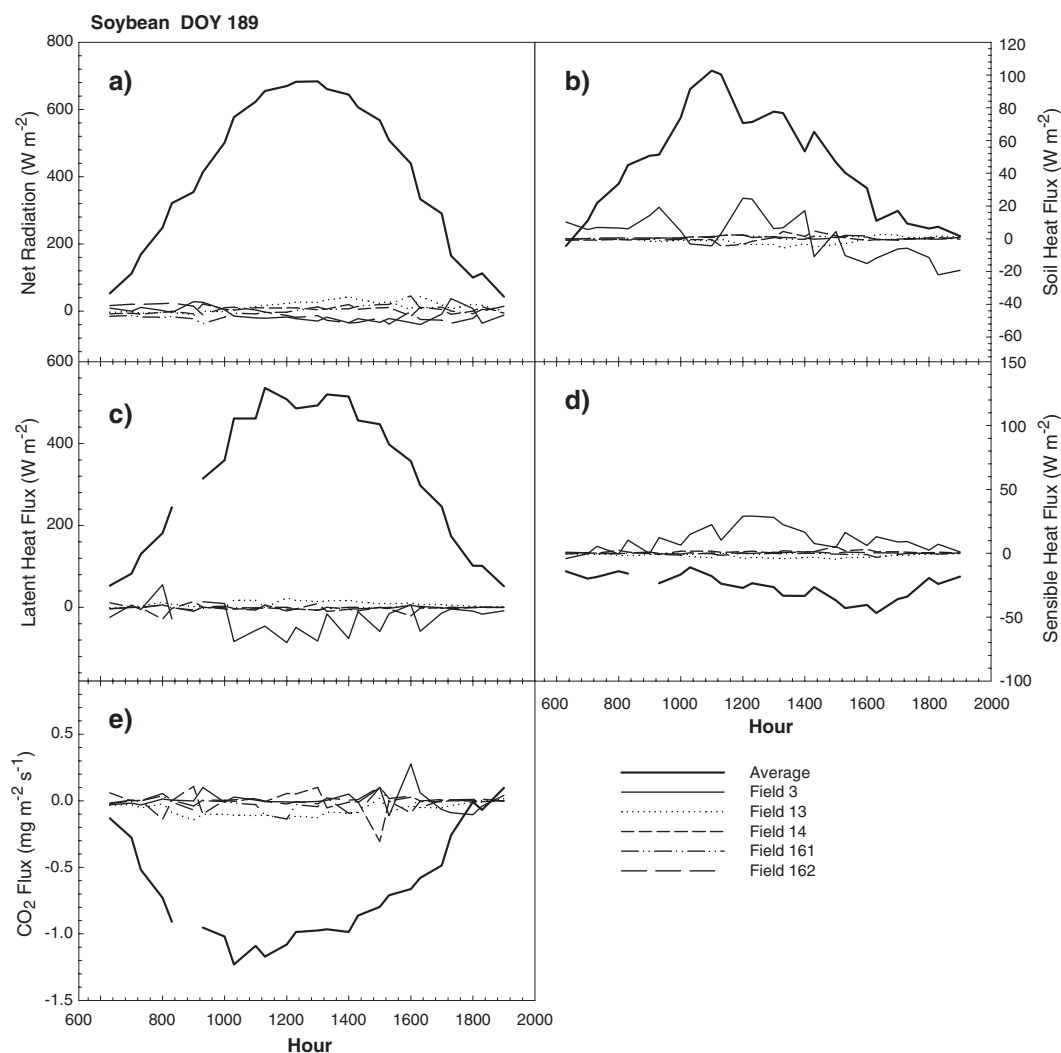 Soybean DOY 189
a)
Net Radiation (W m-2)
800
600
400
200
0
b)
Soil Heat Flux (W m-2)
120
100
80
60
40
20
0
-20
-40
-60
c)
Latent Heat Flux (W m-2)
600
400
200
0
d)
Sensible Heat Flux (W m-2)
150
100
50
0
-50
-100
600 800 1000 1200 1400 1600 1800 2000
Hour
e)
CO2 Flux (mg m-2 s-1)
0.5
0.0
-0.5
-1.0
-1.5
600 800 1000 1200 1400 1600 1800 2000
Hour
Average
Field 3
Field 13
Field 14
Field 161
Field 162